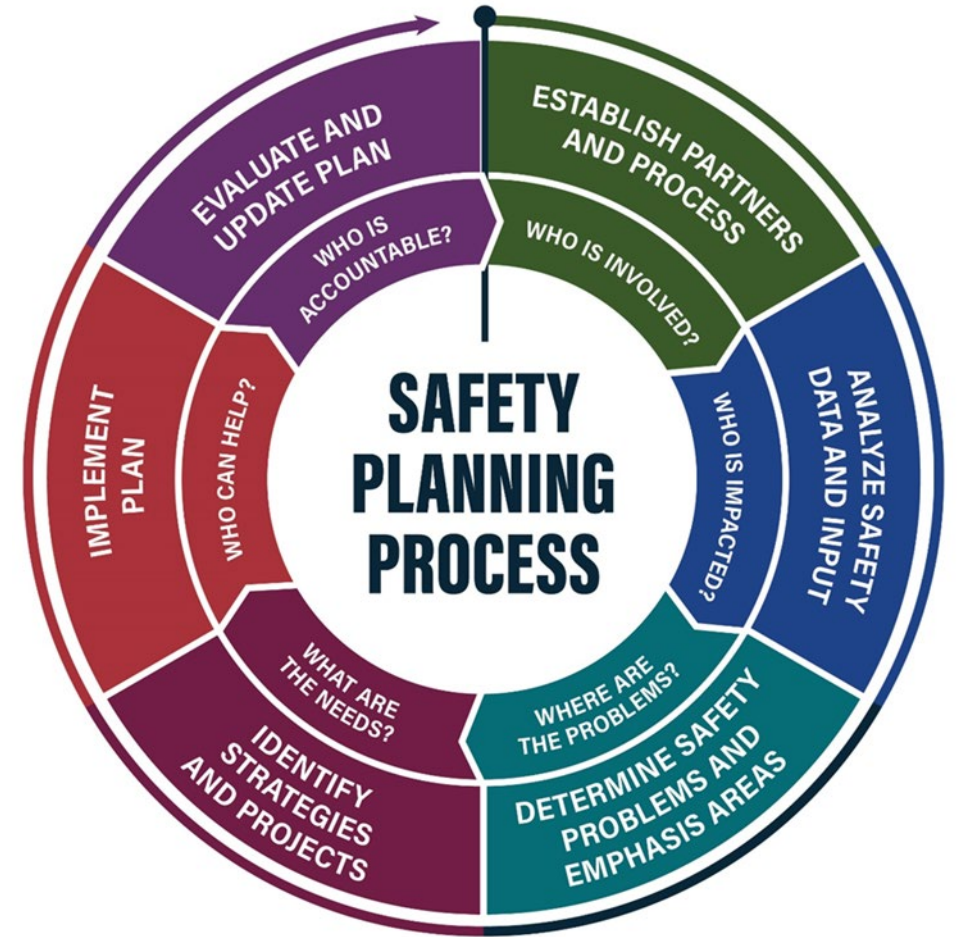 SAFETY
PLANNING
PROCESS
ESTABLISH PARTNERS
AND PROCESS
WHO IS INVOLVED?
ANALYZE SAFETY
DATA AND INPUT
WHO IS IMPACTED?
DETERMINE SAFETY
PROBLEMS AND
EMPHASIS AREAS
WHERE ARE
THE PROBLEMS?
IDENTIFY
STRATEGIES
AND PROJECTS
WHAT ARE
THE NEEDS?
IMPLEMENT
PLAN
WHO CAN HELP?
EVALUATE AND
UPDATE PLAN
WHO IS
ACCOUNTABLE?